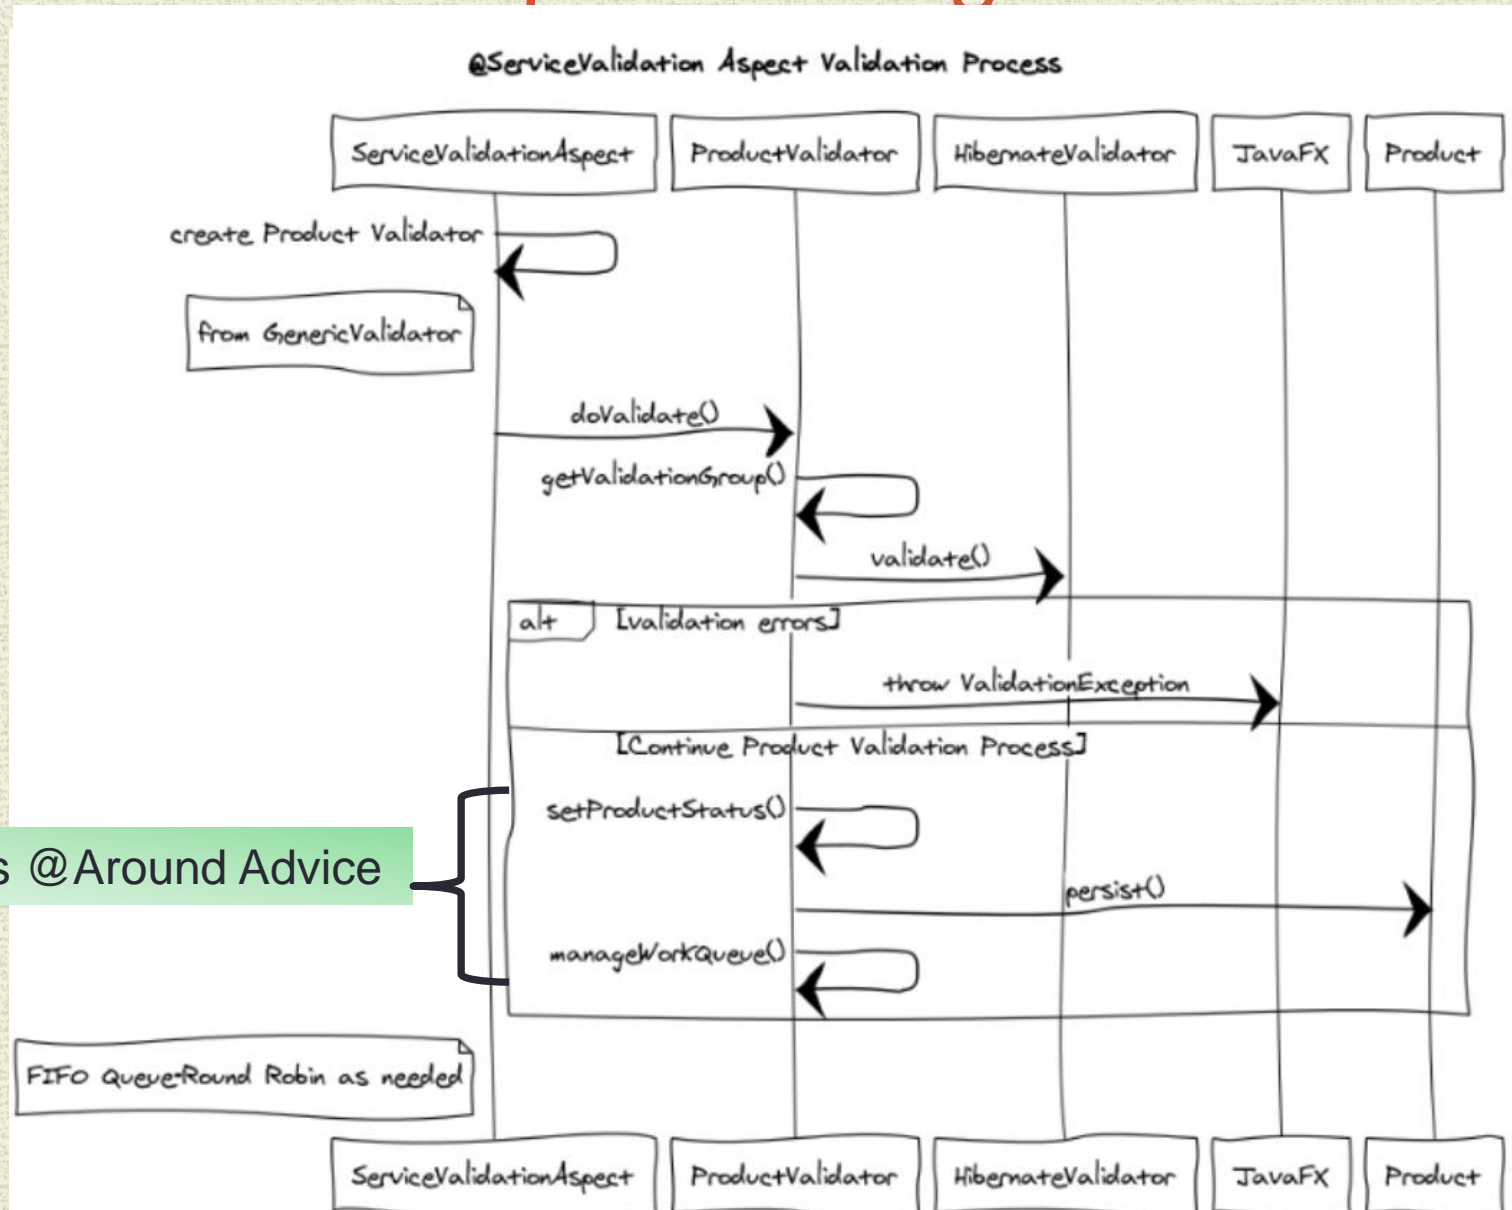 @ServiceValidation Aspect Validation Process
ServiceValidationAspect
ProductValidator
HibernateValidator
JavaFX
Product
create Product Validator
from GenericValidator
doValidate()
getValidationGroup()
validate()
alt
[validation errors]
throw ValidationException
[Continue Product Validation Process]
setProductStatus()
s @Around Advice
persist()
manageWorkQueue()
FIFO Queue-Round Robin as needed
ServiceValidationAspect
ProductValidator
HibernateValidator
JavaFX
Product